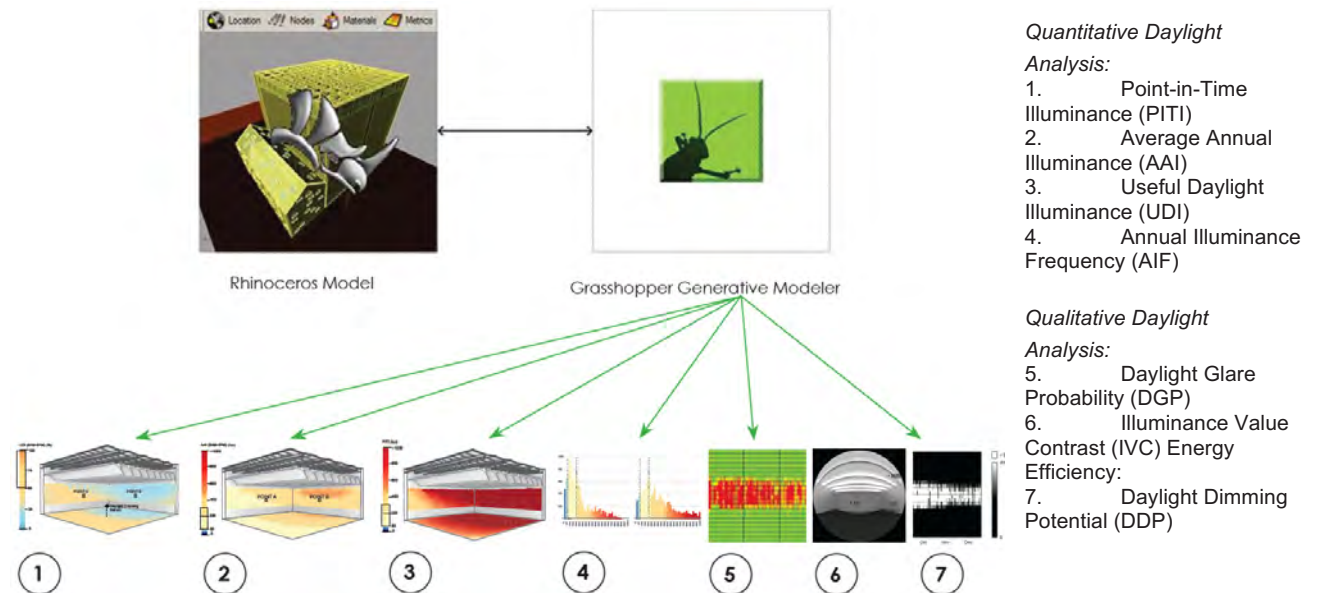 Location Nodes Materials Metrics
Rhinoceros Model
Grasshopper Generative Modeler
POINT A
POINT B
1
2
3
4
5
6
7
Quantitative Daylight
Analysis:
1. Point-in-Time
Illuminance (PITI)
2. Average Annual
Illuminance (AAI)
3. Useful Daylight
Illuminance (UDI)
4. Annual Illuminance
Frequency (AIF)
Qualitative Daylight
Analysis:
5. Daylight Glare
Probability (DGP)
6. Illuminance Value
Contrast (IVC) Energy
Efficiency:
7. Daylight Dimming
Potential (DDP)